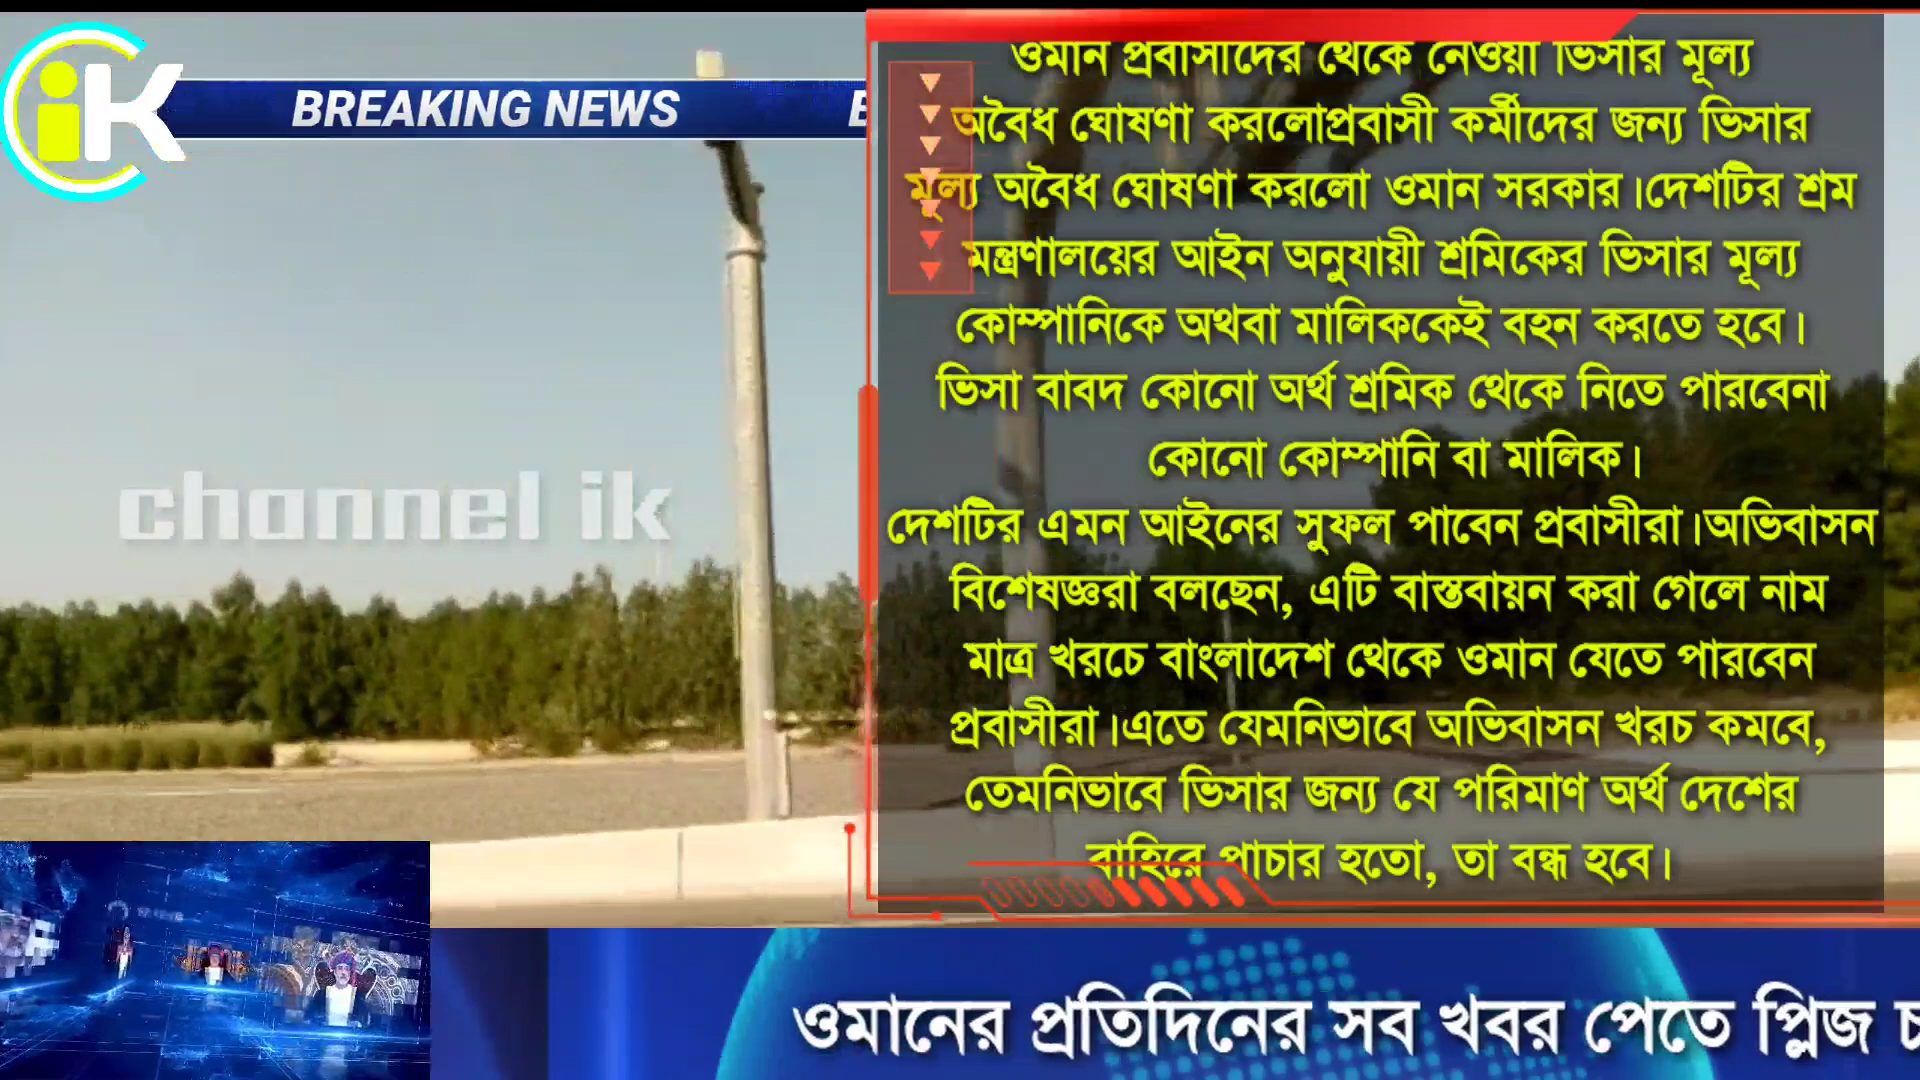 iK
BREAKING NEWS
ওমান প্রবাসীদের থেকে নেওয়া ভিসার মূল্য
অবৈধ ঘোষণা করলোপ্রবাসী কর্মীদের জন্য ভিসার
মূল্য অবৈধ ঘোষণা করলো ওমান সরকার।দেশটির শ্রম
মন্ত্রণালয়ের আইন অনুযায়ী শ্রমিকের ভিসার মূল্য
কোম্পানিকে অথবা মালিককেই বহন করতে হবে।
ভিসা বাবদ কোনো অর্থ শ্রমিক থেকে নিতে পারবেনা
কোনো কোম্পানি বা মালিক।
দেশটির এমন আইনের সুফল পাবেন প্রবাসীরা।অভিবাসন
বিশেষজ্ঞরা বলছেন, এটি বাস্তবায়ন করা গেলে নাম
মাত্র খরচে বাংলাদেশ থেকে ওমান যেতে পারবেন
প্রবাসীরা।এতে যেমনিভাবে অভিবাসন খরচ কমবে,
তেমনিভাবে ভিসার জন্য যে পরিমাণ অর্থ দেশের
বাহিরে পাচার হতো, তা বন্ধ হবে।
channel ik
ওমানের প্রতিদিনের সব খবর পেতে প্লিজ